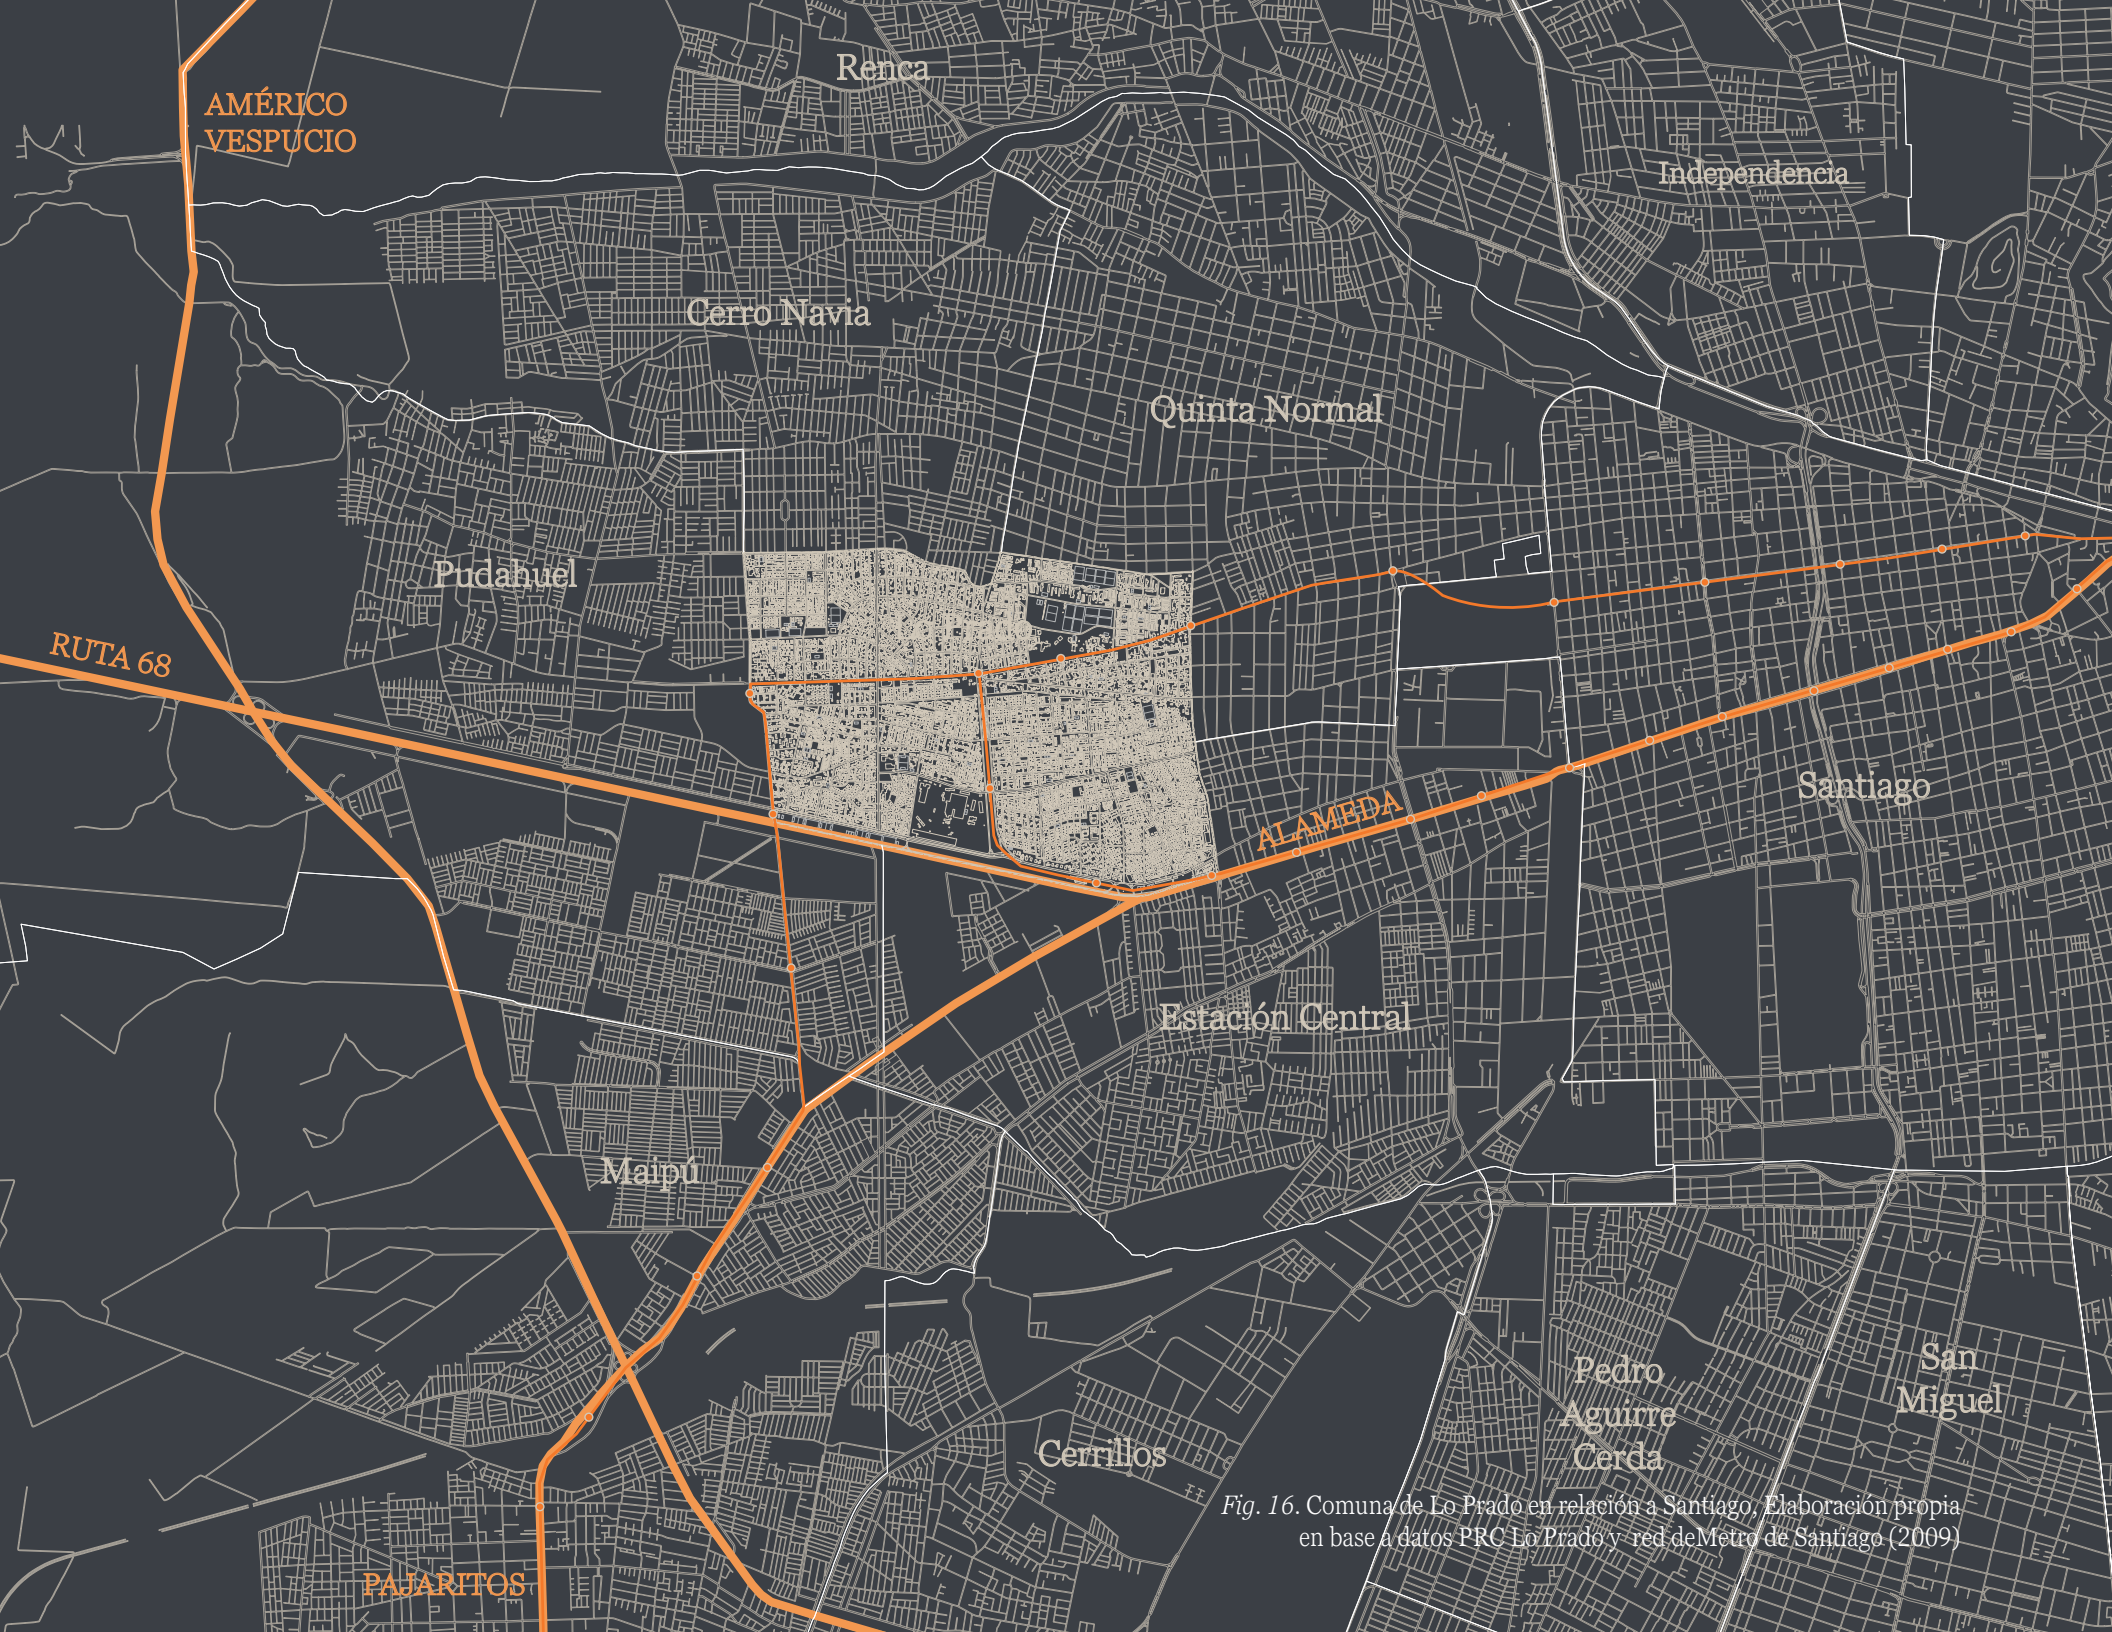 Renca
AMÉRICO
VESPUCIO
Independencia
Cerro Navia
Quinta Normal
Pudahuel
RUTA 68
Santiago
ALAMEDA
Estación Central
Maipú
Pedro
Aguirre
Cerda
San
Miguel
Cerrillos
Fig. 16. Comuna de Lo Prado en relación a Santiago, Elaboración propia
en base a datos PRC Lo Prado y red deMetro de Santiago (2009)
PAJARITOS